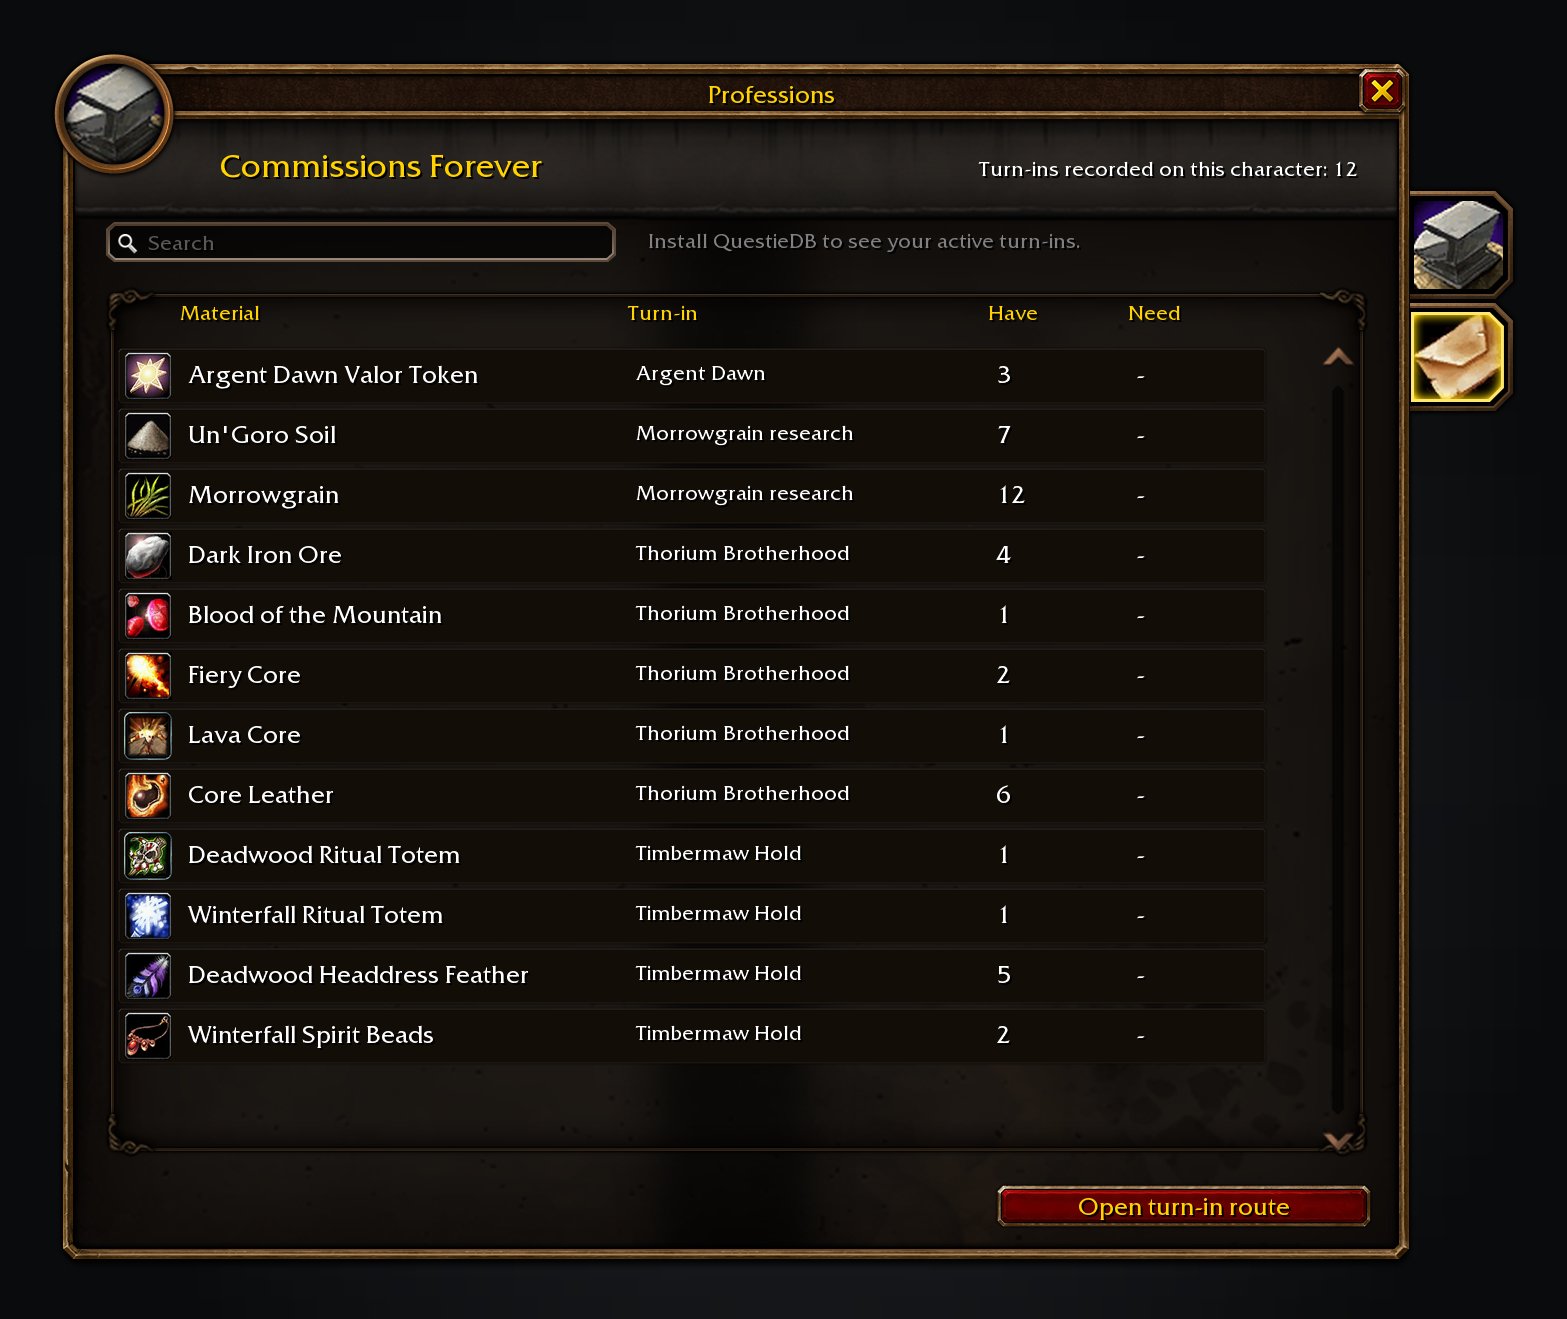 Professions
Commissions Forever
Turn-ins recorded on this character: 12
Search
Install QuestieDB to see your active turn-ins.
Material Turn-in Have Need
Argent Dawn Valor Token Argent Dawn 3 -
Un'Goro Soil Morrowgrain research 7 -
Morrowgrain Morrowgrain research 12 -
Dark Iron Ore Thorium Brotherhood 4 -
Blood of the Mountain Thorium Brotherhood 1 -
Fiery Core Thorium Brotherhood 2 -
Lava Core Thorium Brotherhood 1 -
Core Leather Thorium Brotherhood 6 -
Deadwood Ritual Totem Timbermaw Hold 1 -
Winterfall Ritual Totem Timbermaw Hold 1 -
Deadwood Headdress Feather Timbermaw Hold 5 -
Winterfall Spirit Beads Timbermaw Hold 2 -
Open turn-in route